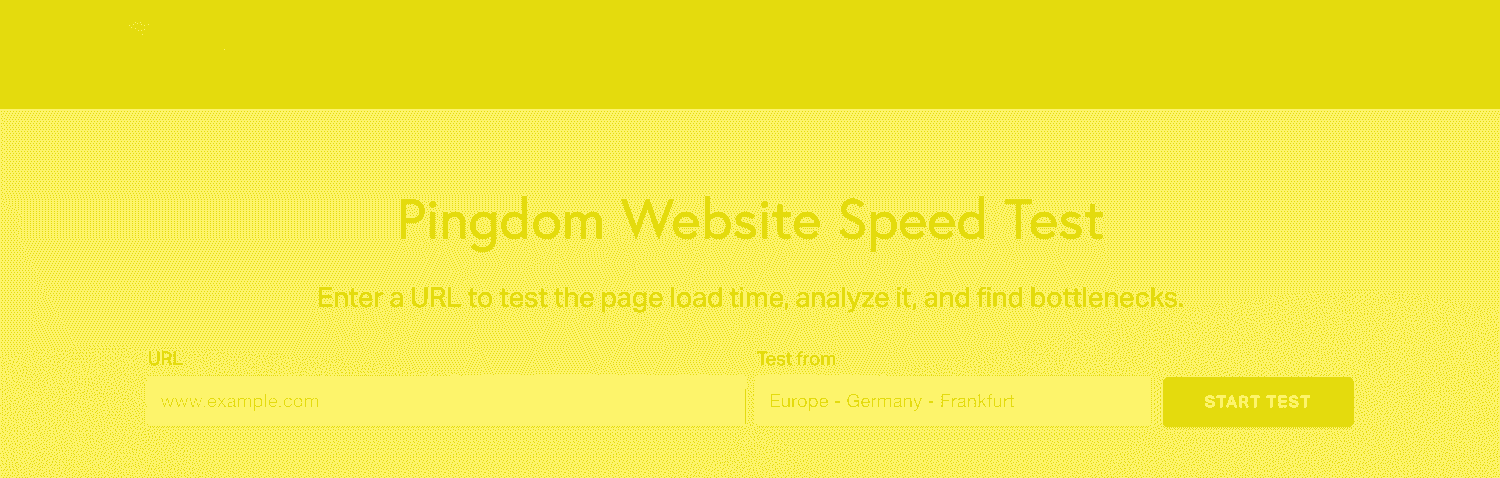 Pingdom Website Speed Test
Enter a URL to test the page load time, analyze it, and find bottlenecks.
URL
Test from
www.example.com
Europe - Germany - Frankfurt
START TEST